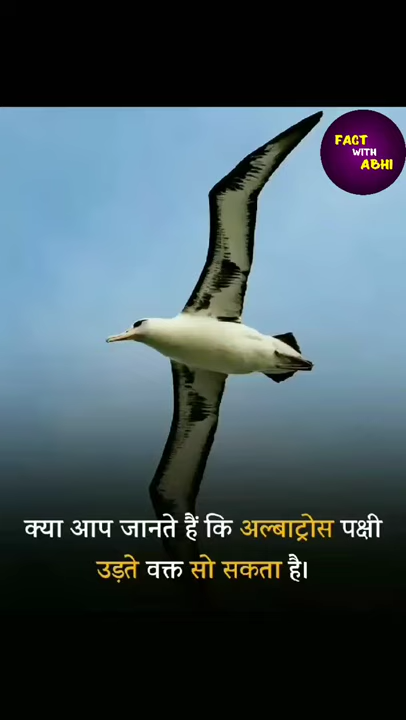 FACT
WITH
ABHI
क्या आप जानते हैं कि अल्बाट्रोस पक्षी
उड़ते वक्त सो सकता है।